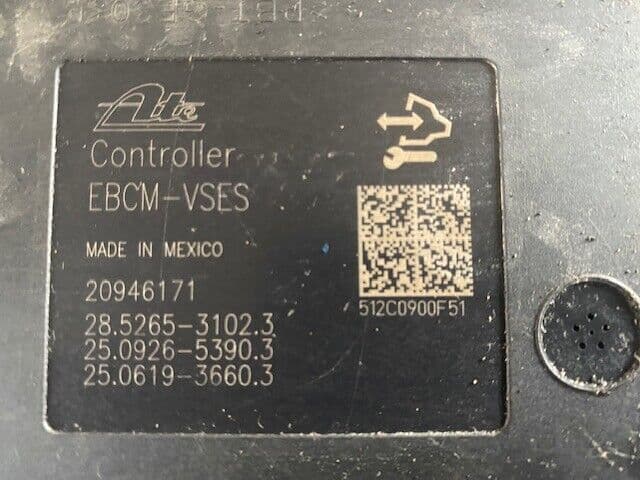 Ate
Controller
EBCM-VSES
MADE IN MEXICO
20946171
28.5265-3102.3
25.0926-5390.3
25.0619-3660.3
512C0900F51